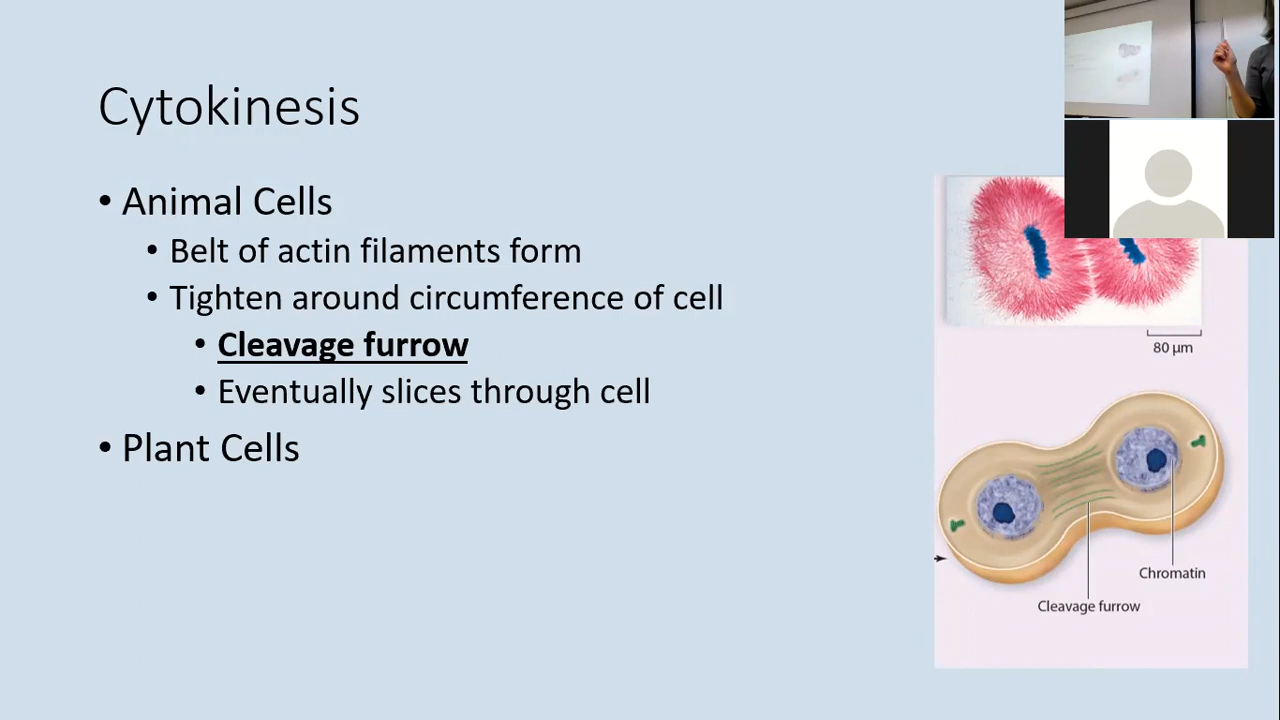 Cytokinesis
• Animal Cells
• Belt of actin filaments form
• Tighten around circumference of cell
• Cleavage furrow
• Eventually slices through cell
• Plant Cells
80 µm
Chromatin
Cleavage furrow